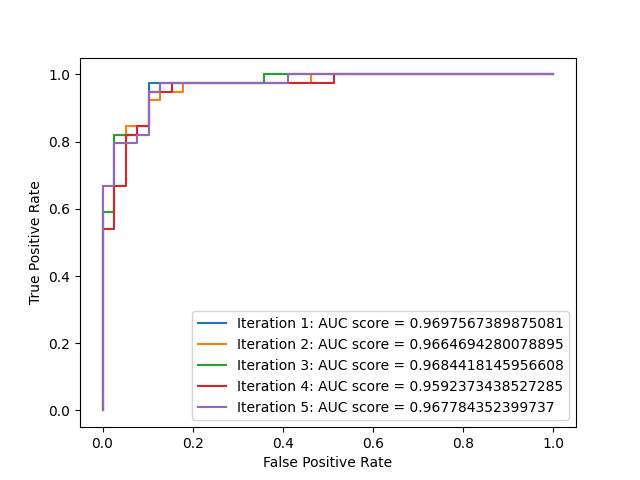 1.0
0.8
0.6
0.4
0.2
0.0
True Positive Rate
Iteration 1: AUC score = 0.9697567389875081
Iteration 2: AUC score = 0.9664694280078895
Iteration 3: AUC score = 0.9684418145956608
Iteration 4: AUC score = 0.9592373438527285
Iteration 5: AUC score = 0.967784352399737
0.0 0.2 0.4 0.6 0.8 1.0
False Positive Rate